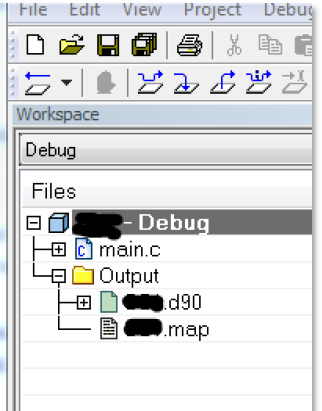 File Edit View Project Debug
Workspace
Debug
Files
- Debug
main.c
Output
.d90
.map